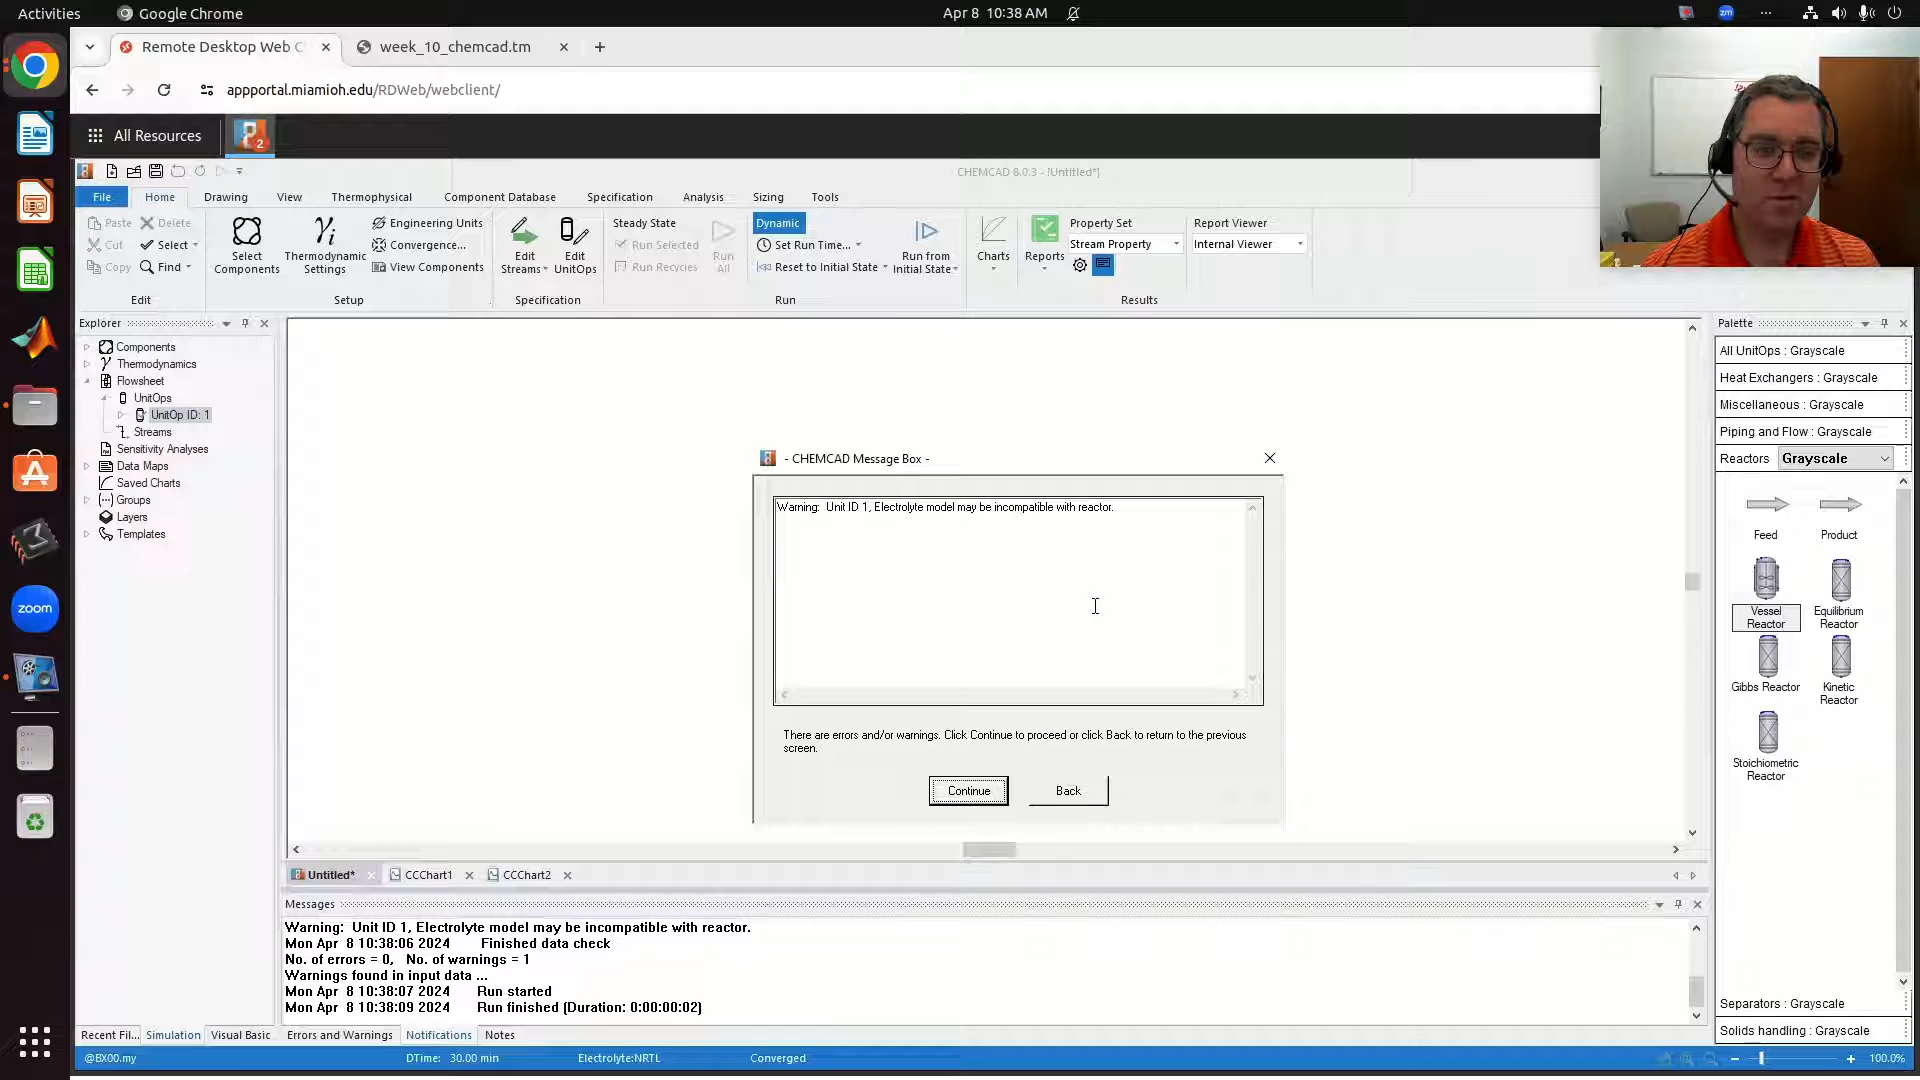 Activities
Google Chrome
Apr 8 10:38 AM
zm
Remote Desktop Web C
week_10_chemcad.tm
appportal.miamioh.edu/RDWeb/webclient/
All Resources
2
CHEMCAD 8.0.3 - [Untitled*]
File
Home
Drawing
View
Thermophysical
Component Database
Specification
Analysis
Sizing
Tools
Paste
Delete
Cut
Select
Copy
Find
Edit
Select Components
Thermodynamic Settings
Engineering Units
Convergence...
View Components
Setup
Edit Streams
Edit UnitOps
Specification
Steady State
Run Selected
Run Recycles
Run All
Dynamic
Set Run Time...
Reset to Initial State
Run from Initial State
Run
Charts
Reports
Property Set
Stream Property
Report Viewer
Internal Viewer
Results
Explorer
Components
Thermodynamics
Flowsheet
UnitOps
UnitOp ID: 1
Streams
Sensitivity Analyses
Data Maps
Saved Charts
Groups
Layers
Templates
- CHEMCAD Message Box -
Warning: Unit ID 1, Electrolyte model may be incompatible with reactor.
There are errors and/or warnings. Click Continue to proceed or click Back to return to the previous
screen.
Continue
Back
Palette
All UnitOps : Grayscale
Heat Exchangers : Grayscale
Miscellaneous : Grayscale
Piping and Flow : Grayscale
Reactors
Grayscale
Feed
Product
Vessel Reactor
Equilibrium Reactor
Gibbs Reactor
Kinetic Reactor
Stoichiometric Reactor
Separators : Grayscale
Solids handling : Grayscale
zoom
Untitled*
CCChart1
CCChart2
Messages
Warning: Unit ID 1, Electrolyte model may be incompatible with reactor.
Mon Apr 8 10:38:06 2024 Finished data check
No. of errors = 0, No. of warnings = 1
Warnings found in input data ...
Mon Apr 8 10:38:07 2024 Run started
Mon Apr 8 10:38:09 2024 Run finished (Duration: 0:00:00:02)
Recent Fil...
Simulation
Visual Basic
Errors and Warnings
Notifications
Notes
@BX00.my
DTime: 30.00 min
Electrolyte:NRTL
Converged
100.0%